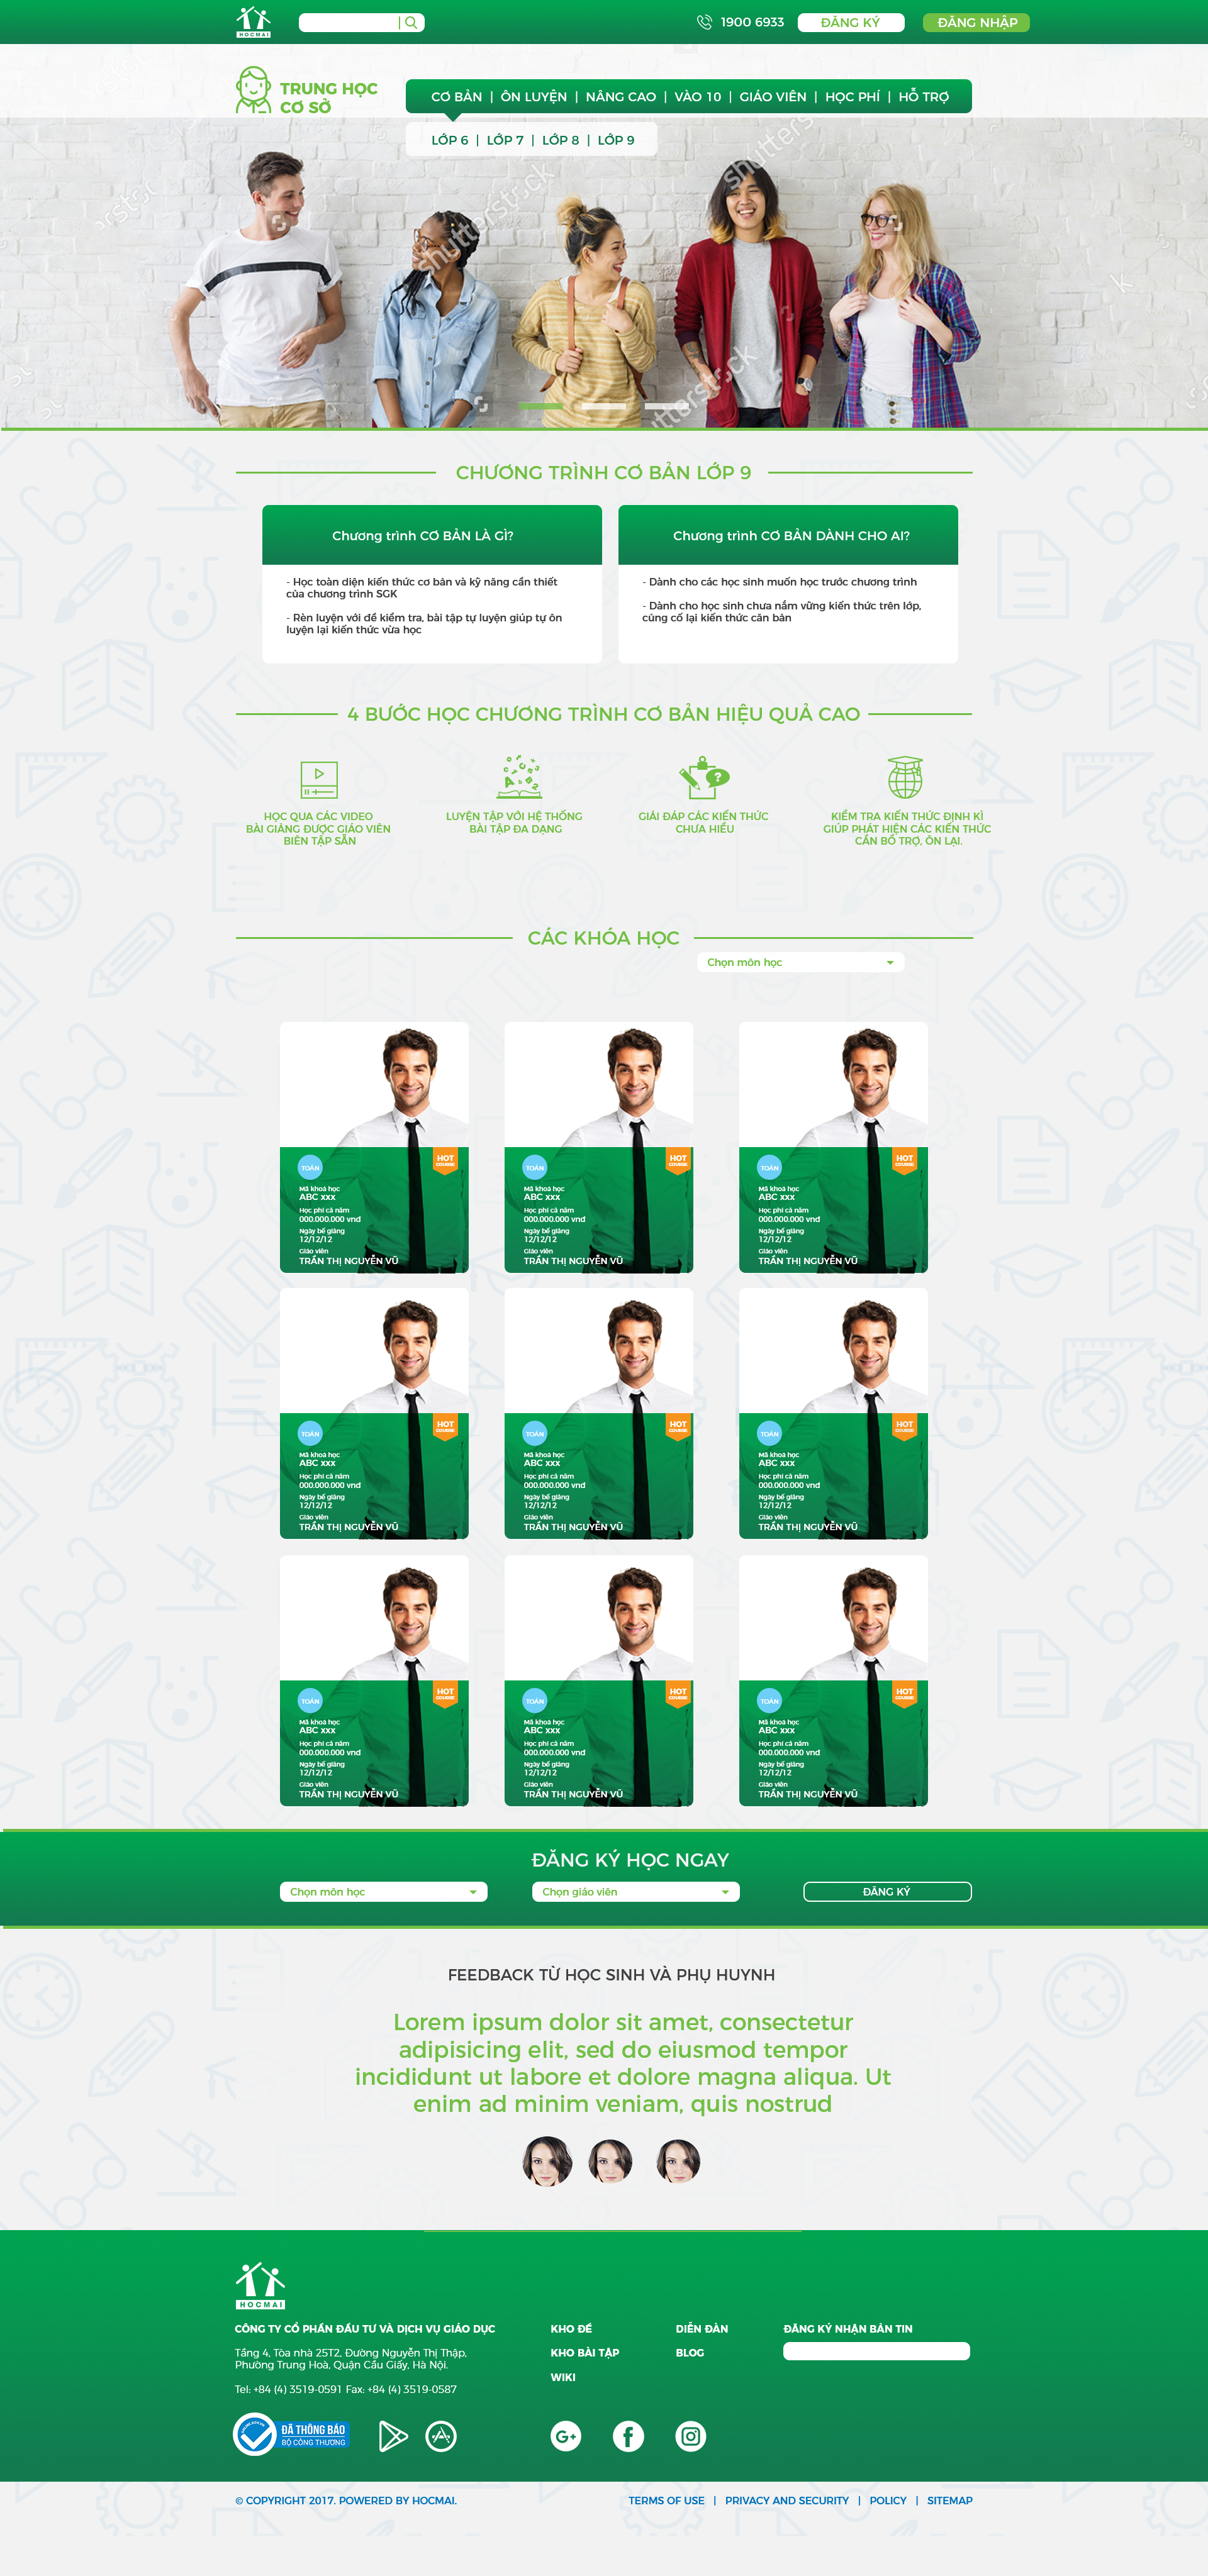 HOCMAI
1900 6933
ĐĂNG KÝ
ĐĂNG NHẬP
TRUNG HỌC
CƠ SỞ
CƠ BẢN | ÔN LUYỆN | NÂNG CAO | VÀO 10 | GIÁO VIÊN | HỌC PHÍ | HỖ TRỢ
LỚP 6 | LỚP 7 | LỚP 8 | LỚP 9
shutterstock
shutterstock
CHƯƠNG TRÌNH CƠ BẢN LỚP 9
Chương trình CƠ BẢN LÀ GÌ?
- Học toàn diện kiến thức cơ bản và kỹ năng cần thiết
của chương trình SGK
- Rèn luyện với đề kiểm tra, bài tập tự luyện giúp tự ôn
luyện lại kiến thức vừa học
Chương trình CƠ BẢN DÀNH CHO AI?
- Dành cho các học sinh muốn học trước chương trình
- Dành cho học sinh chưa nắm vững kiến thức trên lớp,
củng cố lại kiến thức căn bản
4 BƯỚC HỌC CHƯƠNG TRÌNH CƠ BẢN HIỆU QUẢ CAO
HỌC QUA CÁC VIDEO
BÀI GIẢNG ĐƯỢC GIÁO VIÊN
BIÊN TẬP SẴN
LUYỆN TẬP VỚI HỆ THỐNG
BÀI TẬP ĐA DẠNG
GIẢI ĐÁP CÁC KIẾN THỨC
CHƯA HIỂU
KIỂM TRA KIẾN THỨC ĐỊNH KÌ
GIÚP PHÁT HIỆN CÁC KIẾN THỨC
CẦN BỔ TRỢ, ÔN LẠI.
CÁC KHÓA HỌC
Chọn môn học
TOÁN
HOT
COURSE
Mã khoá học
ABC xxx
Học phí cả năm
000.000.000 vnd
Ngày bế giảng
12/12/12
Giáo viên
TRẦN THỊ NGUYỄN VŨ
TOÁN
HOT
COURSE
Mã khoá học
ABC xxx
Học phí cả năm
000.000.000 vnd
Ngày bế giảng
12/12/12
Giáo viên
TRẦN THỊ NGUYỄN VŨ
TOÁN
HOT
COURSE
Mã khoá học
ABC xxx
Học phí cả năm
000.000.000 vnd
Ngày bế giảng
12/12/12
Giáo viên
TRẦN THỊ NGUYỄN VŨ
TOÁN
HOT
COURSE
Mã khoá học
ABC xxx
Học phí cả năm
000.000.000 vnd
Ngày bế giảng
12/12/12
Giáo viên
TRẦN THỊ NGUYỄN VŨ
TOÁN
HOT
COURSE
Mã khoá học
ABC xxx
Học phí cả năm
000.000.000 vnd
Ngày bế giảng
12/12/12
Giáo viên
TRẦN THỊ NGUYỄN VŨ
TOÁN
HOT
COURSE
Mã khoá học
ABC xxx
Học phí cả năm
000.000.000 vnd
Ngày bế giảng
12/12/12
Giáo viên
TRẦN THỊ NGUYỄN VŨ
TOÁN
HOT
COURSE
Mã khoá học
ABC xxx
Học phí cả năm
000.000.000 vnd
Ngày bế giảng
12/12/12
Giáo viên
TRẦN THỊ NGUYỄN VŨ
TOÁN
HOT
COURSE
Mã khoá học
ABC xxx
Học phí cả năm
000.000.000 vnd
Ngày bế giảng
12/12/12
Giáo viên
TRẦN THỊ NGUYỄN VŨ
TOÁN
HOT
COURSE
Mã khoá học
ABC xxx
Học phí cả năm
000.000.000 vnd
Ngày bế giảng
12/12/12
Giáo viên
TRẦN THỊ NGUYỄN VŨ
ĐĂNG KÝ HỌC NGAY
Chọn môn học
Chọn giáo viên
ĐĂNG KÝ
FEEDBACK TỪ HỌC SINH VÀ PHỤ HUYNH
Lorem ipsum dolor sit amet, consectetur
adipisicing elit, sed do eiusmod tempor
incididunt ut labore et dolore magna aliqua. Ut
enim ad minim veniam, quis nostrud
HOCMAI
CÔNG TY CỔ PHẦN ĐẦU TƯ VÀ DỊCH VỤ GIÁO DỤC
Tầng 4, Tòa nhà 25T2, Đường Nguyễn Thị Thập,
Phường Trung Hoà, Quận Cầu Giấy, Hà Nội.
Tel: +84 (4) 3519-0591 Fax: +84 (4) 3519-0587
KHO ĐỀ
KHO BÀI TẬP
WIKI
DIỄN ĐÀN
BLOG
ĐĂNG KÝ NHẬN BẢN TIN
ĐÃ THÔNG BÁO
BỘ CÔNG THƯƠNG
G+
© COPYRIGHT 2017. POWERED BY HOCMAI.
TERMS OF USE | PRIVACY AND SECURITY | POLICY | SITEMAP